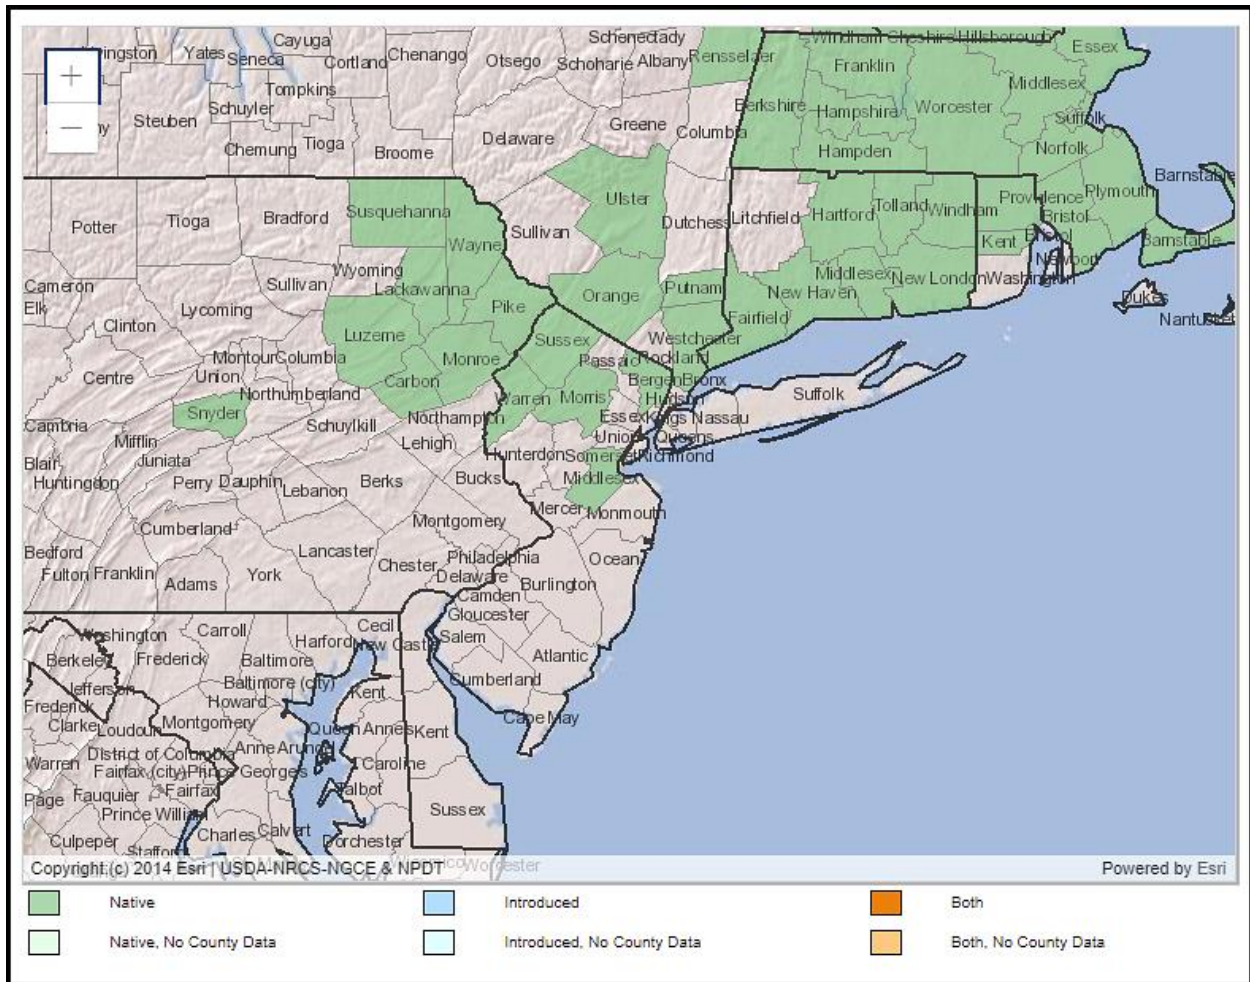 Cayuga
Schenectady
Livingston Yates Seneca Cortland Chenango Otsego Schoharie Albany Rensselaer
Windham Cheshire Hillsborough Essex
+
Franklin
Tompkins
Middlesex
Schuyler Berkshire Hampshire Worcester
Steuben Greene Suffolk
−
Delaware Columbia
Chemung Tioga Broome Hampden Norfolk
Barnstable
Susquehanna Ulster Providence Plymouth
Potter Tioga Bradford Sullivan Dutchess Litchfield Hartford Tolland Windham Bristol
Wayne Kent Bristol Barnstable
Newport
Wyoming
Cameron Sullivan Lackawanna Putnam Middlesex New London Washington
Elk Lycoming Pike Orange New Haven Dukes
Clinton Fairfield Nantucket
Luzerne Sussex Westchester
Montour Columbia Monroe Passaic Rockland
Centre Union Carbon Bergen Bronx
Northumberland Warren Morris Hudson Suffolk
Snyder Northampton Essex Kings Nassau
Cambria Schuylkill Union Queens
Mifflin Lehigh
Blair Juniata Hunterdon Somerset Richmond
Huntingdon Perry Dauphin Lebanon Berks Bucks Middlesex
Mercer Monmouth
Cumberland Montgomery
Bedford Lancaster Philadelphia Ocean
Fulton Franklin York Chester Delaware
Adams Camden Burlington
Gloucester
Washington Carroll Harford Cecil New Castle Salem
Berkeley Frederick Baltimore Atlantic
Jefferson Baltimore (city) Kent Cumberland
Frederick Howard
Clarke Loudoun Montgomery Queen Anne's Kent Cape May
District of Columbia Anne Arundel
Warren Fairfax (city) Prince George's Caroline
Page Fauquier Fairfax Talbot
Prince William Sussex
Culpeper Stafford Charles Calvert Dorchester
Wicomico Worcester
Copyright:(c) 2014 Esri | USDA-NRCS-NGCE & NPDT Powered by Esri
Native Introduced Both
Native, No County Data Introduced, No County Data Both, No County Data